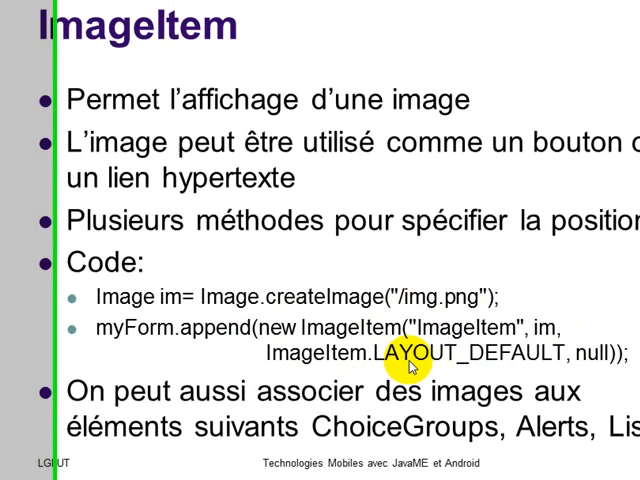 ImageItem
Permet l'affichage d'une image
L'image peut être utilisé comme un bouton
un lien hypertexte
Plusieurs méthodes pour spécifier la position
Code:
Image im= Image.createImage("/img.png");
myForm.append(new ImageItem("ImageItem", im,
ImageItem.LAYOUT_DEFAULT, null));
On peut aussi associer des images aux
éléments suivants ChoiceGroups, Alerts, Lis
Technologies Mobiles avec JavaME et Android